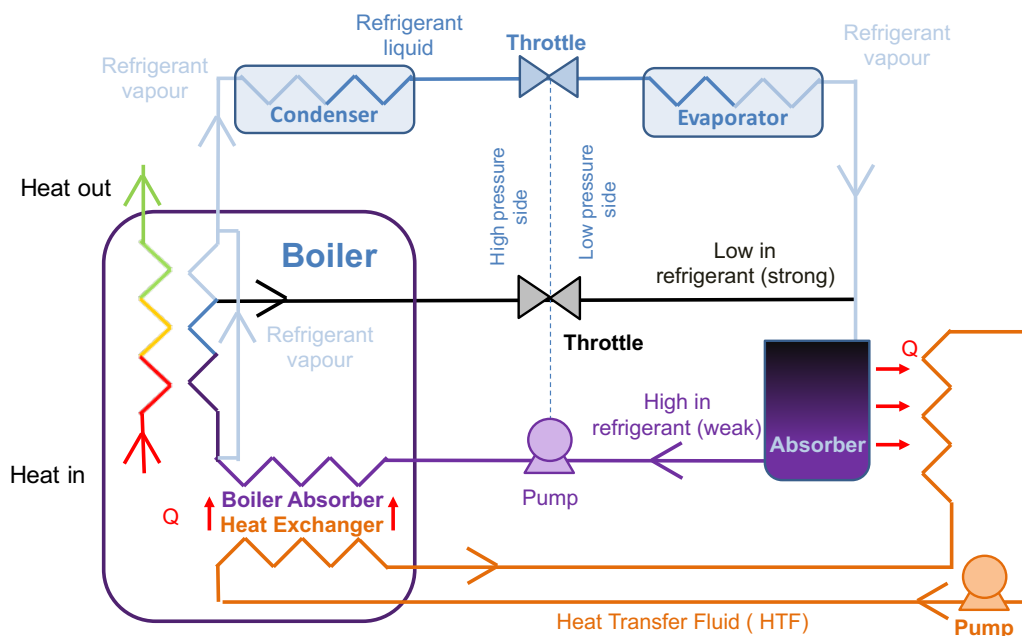 Refrigerant
liquid
Throttle
Refrigerant
vapour
Refrigerant
vapour
Condenser
Evaporator
Heat out
High pressure
side
Low pressure
side
Boiler
Low in
refrigerant (strong)
Refrigerant
vapour
Throttle
Q
High in
refrigerant (weak)
Absorber
Heat in
Pump
Boiler Absorber
Heat Exchanger
Q
Heat Transfer Fluid ( HTF)
Pump